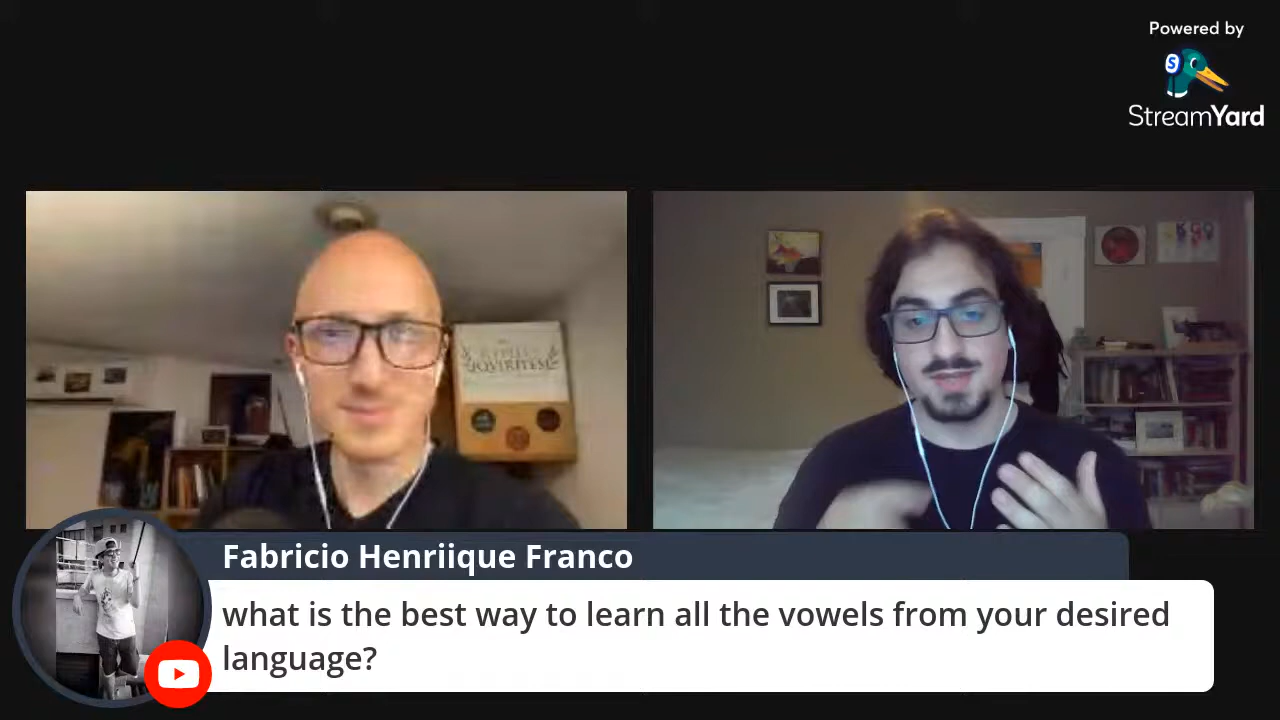 Powered by
StreamYard
Fabricio Henriique Franco
what is the best way to learn all the vowels from your desired
language?